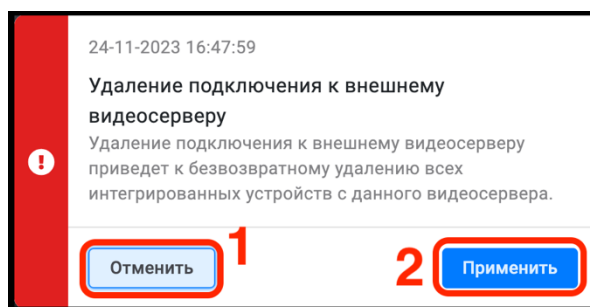 24-11-2023 16:47:59
Удаление подключения к внешнему
видеосерверу
Удаление подключения к внешнему видеосерверу
приведет к безвозвратному удалению всех
интегрированных устройств с данного видеосервера.
Отменить 1 2 Применить